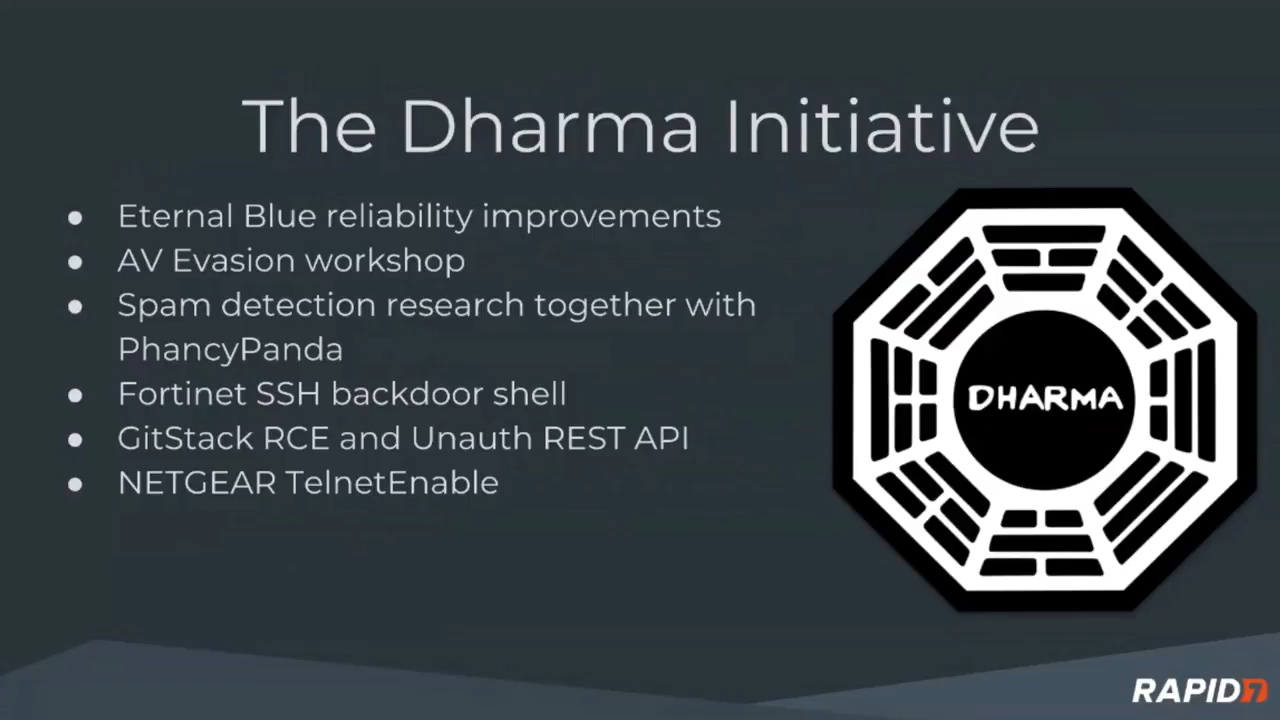 The Dharma Initiative
● Eternal Blue reliability improvements
● AV Evasion workshop
● Spam detection research together with
PhancyPanda
● Fortinet SSH backdoor shell
● GitStack RCE and Unauth REST API
● NETGEAR TelnetEnable
DHARMA
RAPID7